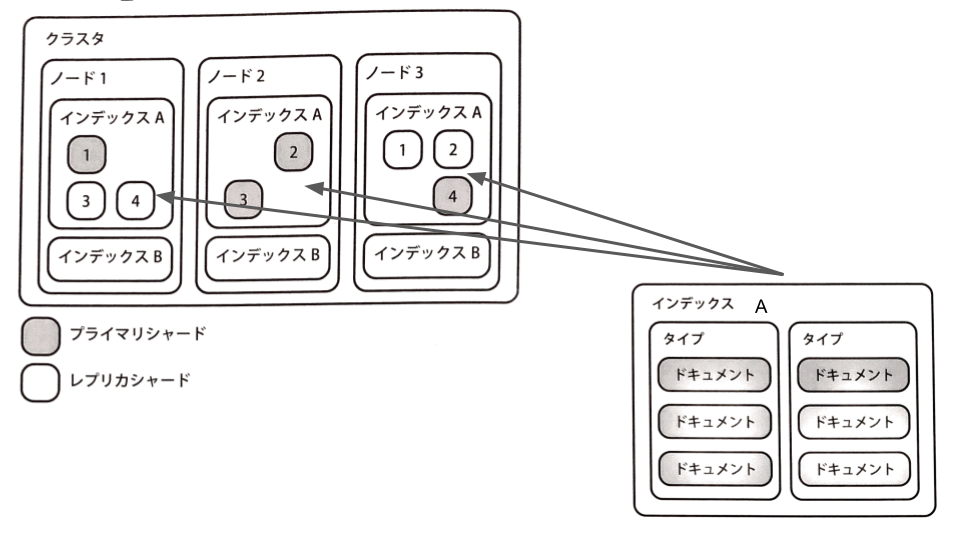 クラスタ
ノード1
インデックス A
1
3
4
インデックス B
ノード2
インデックス A
2
3
インデックス B
ノード3
インデックス A
1
2
4
インデックス B
プライマリシャード
レプリカシャード
インデックス A
タイプ
ドキュメント
ドキュメント
ドキュメント
タイプ
ドキュメント
ドキュメント
ドキュメント